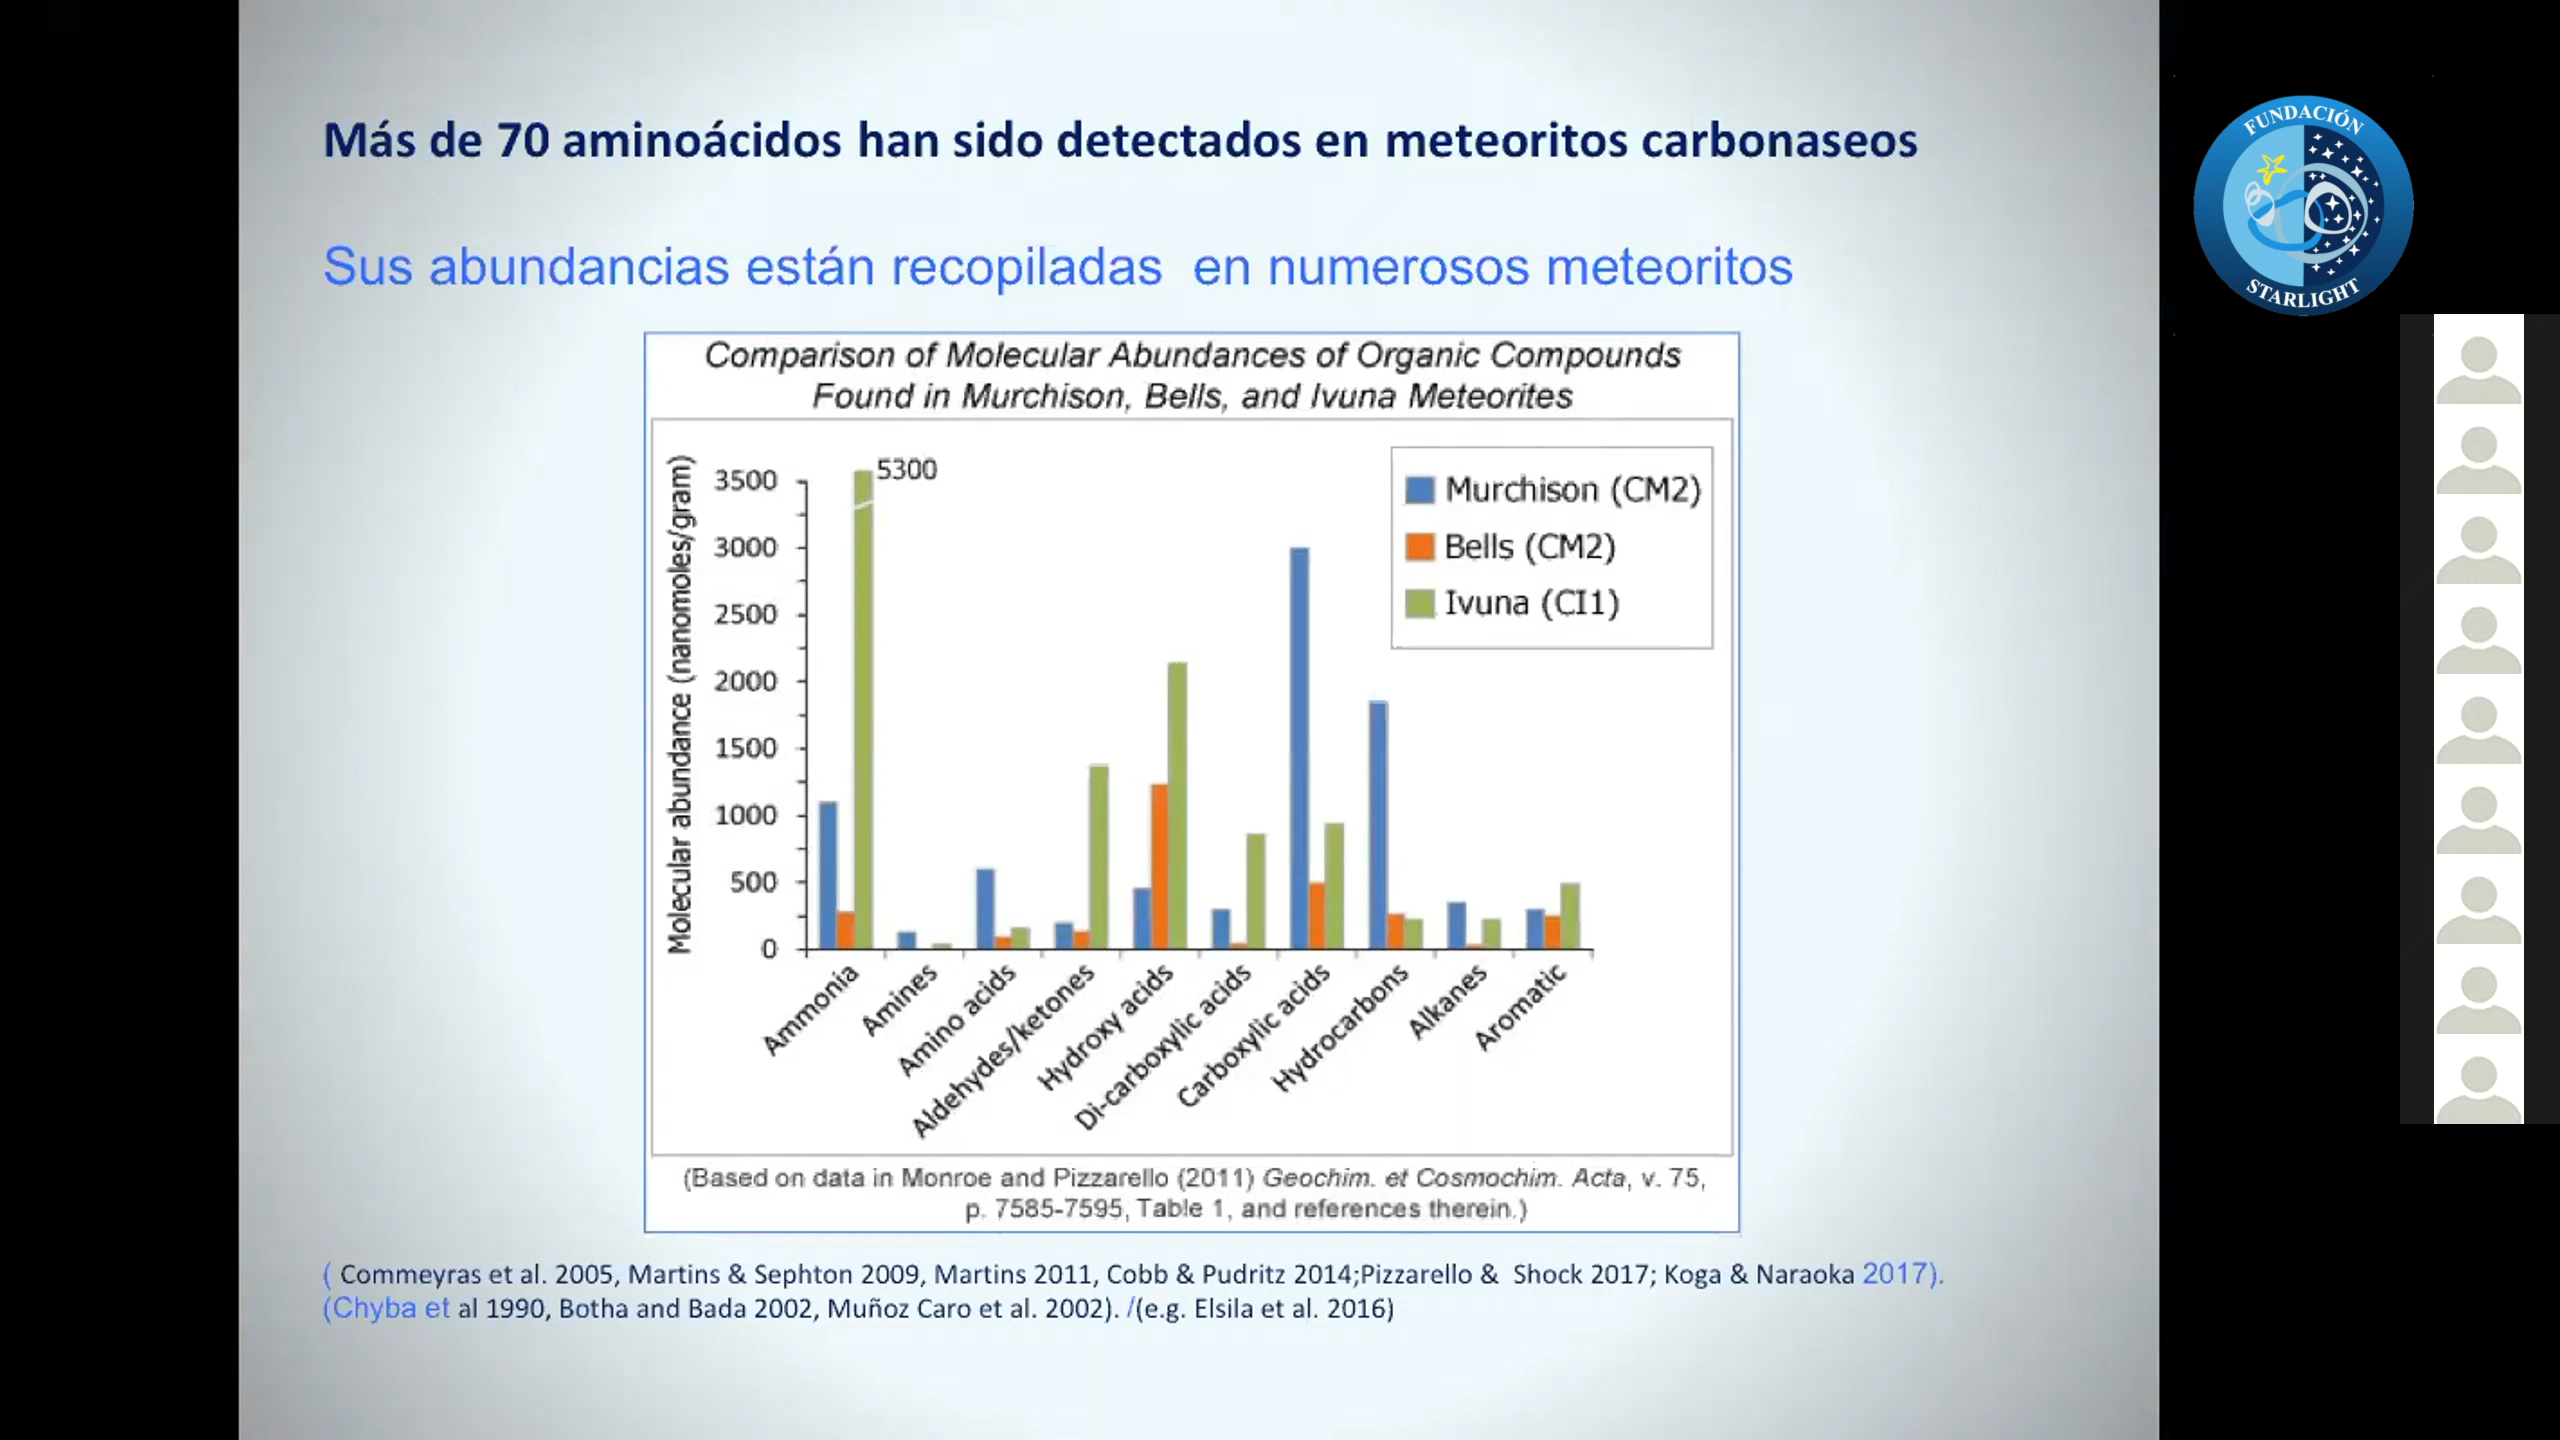 Más de 70 aminoácidos han sido detectados en meteoritos carbonaseos
FUNDACIÓN
STARLIGHT
Sus abundancias están recopiladas en numerosos meteoritos
Comparison of Molecular Abundances of Organic Compounds
Found in Murchison, Bells, and Ivuna Meteorites
Molecular abundance (nanomoles/gram)
3500
3000
2500
2000
1500
1000
500
0
5300
Murchison (CM2)
Bells (CM2)
Ivuna (CI1)
Ammonia
Amines
Amino acids
Aldehydes/ketones
Hydroxy acids
Di-carboxylic acids
Carboxylic acids
Hydrocarbons
Alkanes
Aromatic
(Based on data in Monroe and Pizzarello (2011) Geochim. et Cosmochim. Acta, v. 75,
p. 7585-7595, Table 1, and references therein.)
( Commeyras et al. 2005, Martins & Sephton 2009, Martins 2011, Cobb & Pudritz 2014;Pizzarello & Shock 2017; Koga & Naraoka 2017).
(Chyba et al 1990, Botha and Bada 2002, Muñoz Caro et al. 2002). /(e.g. Elsila et al. 2016)